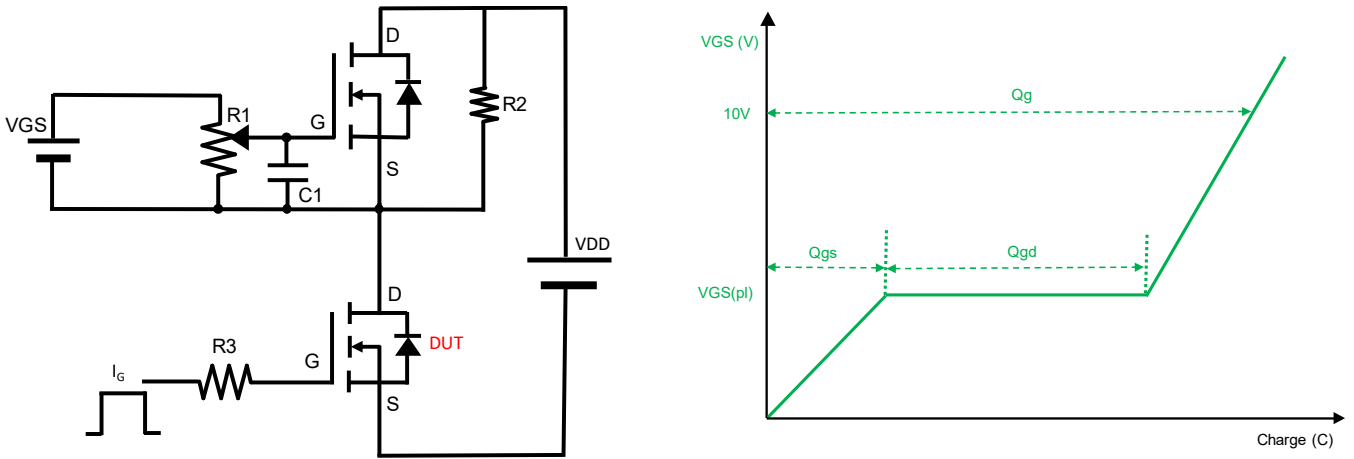 D
R1
VGS
G
R2
S
C1
VDD
D
R3
G
DUT
IG
S
VGS (V)
10V
Qg
Qgs
Qgd
VGS(pl)
Charge (C)